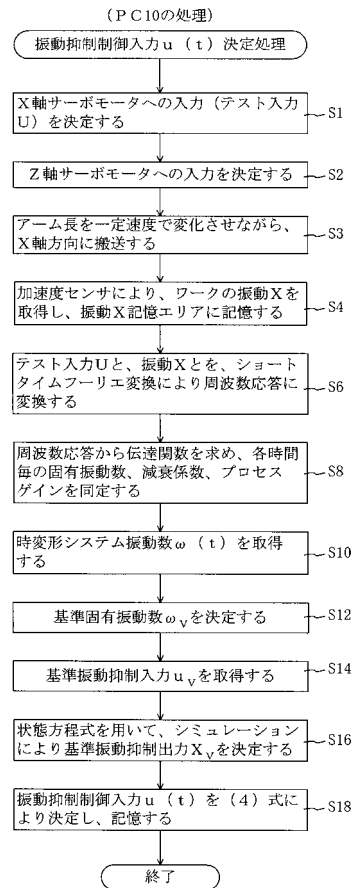 （ＰＣ１０の処理）
振動抑制制御入力ｕ（ｔ）決定処理
Ｘ軸サーボモータへの入力（テスト入力
Ｕ）を決定する
S1
Ｚ軸サーボモータへの入力を決定する
S2
アーム長を一定速度で変化させながら、
Ｘ軸方向に搬送する
S3
加速度センサにより、ワークの振動Ｘを
取得し、振動Ｘ記憶エリアに記憶する
S4
テスト入力Ｕと、振動Ｘとを、ショート
タイムフーリエ変換により周波数応答に
変換する
S6
周波数応答から伝達関数を求め、各時間
毎の固有振動数、減衰係数、プロセス
ゲインを同定する
S8
時変形システム振動数ω（ｔ）を取得
する
S10
基準固有振動数ωvを決定する
S12
基準振動抑制入力ｕvを取得する
S14
状態方程式を用いて、シミュレーション
により基準振動抑制出力Ｘvを決定する
S16
振動抑制制御入力ｕ（ｔ）を（４）式に
より決定し、記憶する
S18
終了